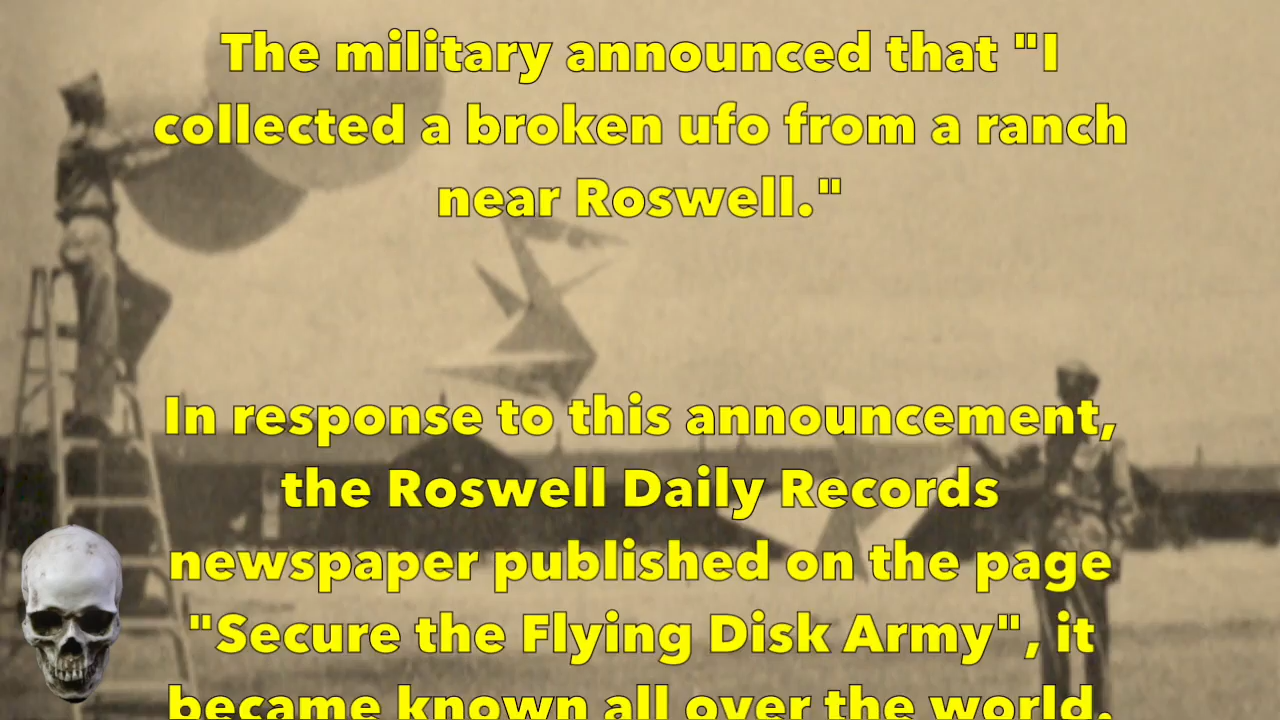 The military announced that "I
collected a broken ufo from a ranch
near Roswell."
In response to this announcement,
the Roswell Daily Records
newspaper published on the page
"Secure the Flying Disk Army", it
became known all over the world.